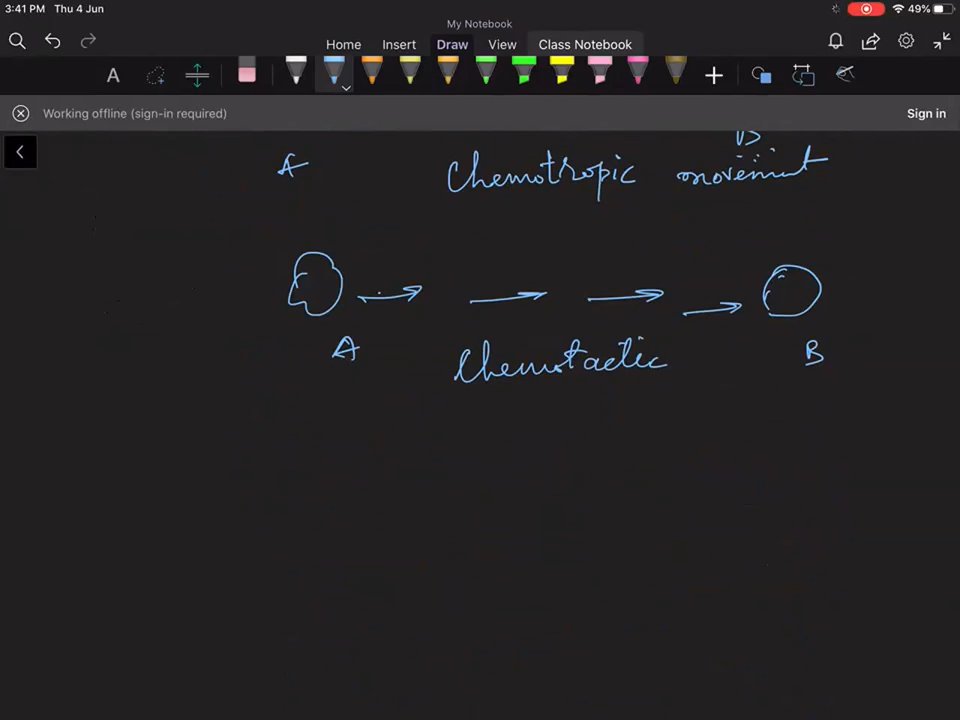 3:41 PM Thu 4 Jun
49%
My Notebook
Home Insert Draw View Class Notebook
A
Working offline (sign-in required) Sign in
B
A Chemotropic movement
A B
Chemotactic